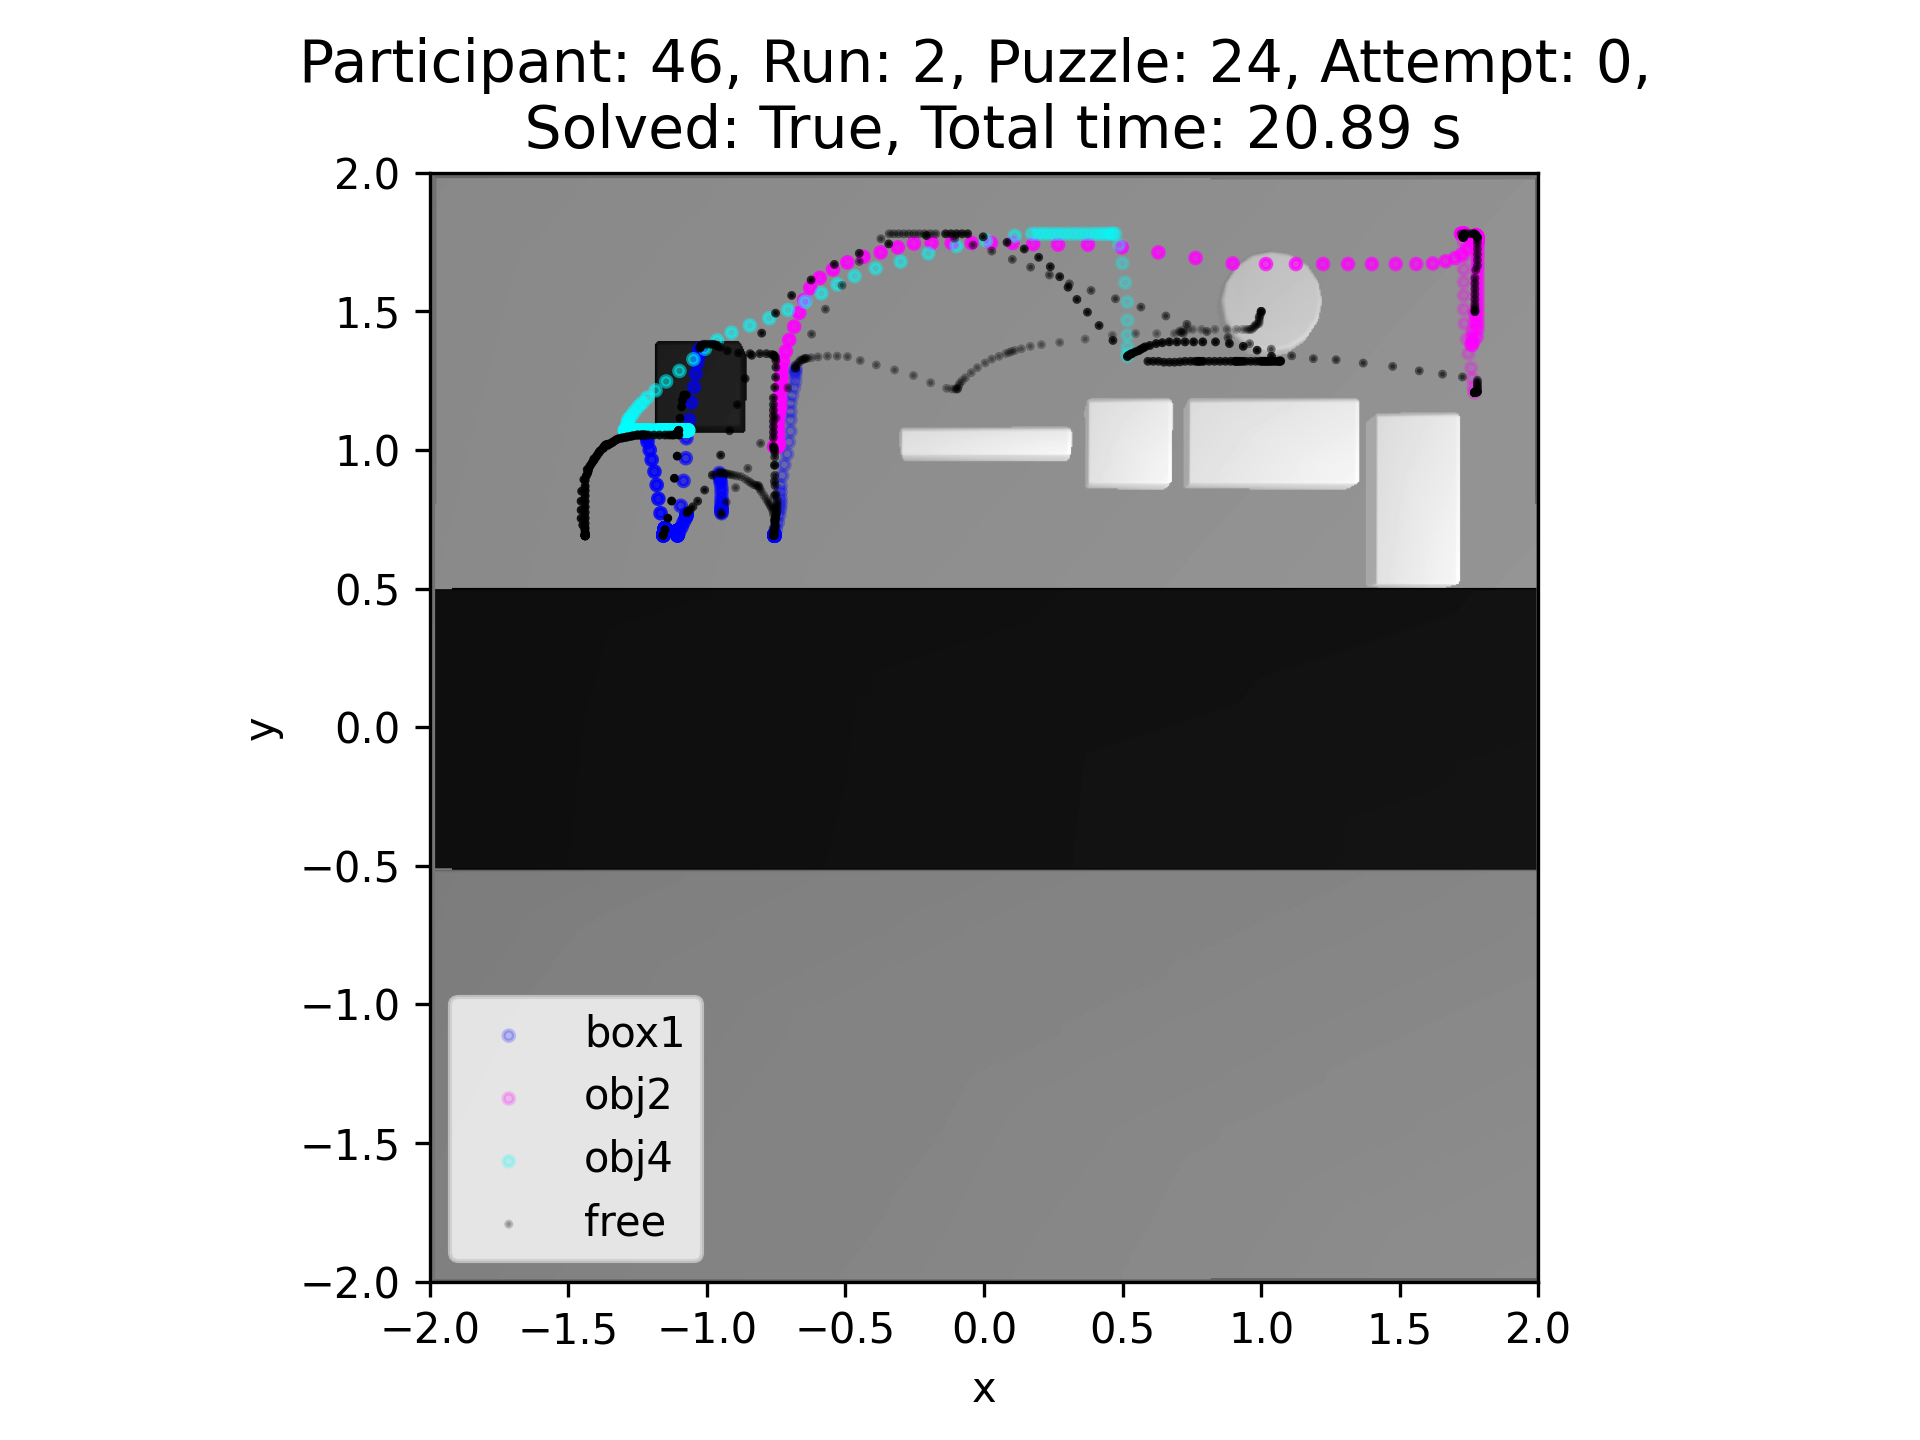 Participant: 46, Run: 2, Puzzle: 24, Attempt: 0,
Solved: True, Total time: 20.89 s
2.0
1.5
1.0
0.5
0.0
−0.5
−1.0
−1.5
−2.0
y
box1
obj2
obj4
free
−2.0 −1.5 −1.0 −0.5 0.0 0.5 1.0 1.5 2.0
x